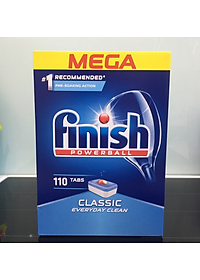 MEGA
#1 RECOMMENDED*
PRE-SOAKING ACTION
finish
POWERBALL
110 TABS
CLASSIC
EVERYDAY CLEAN